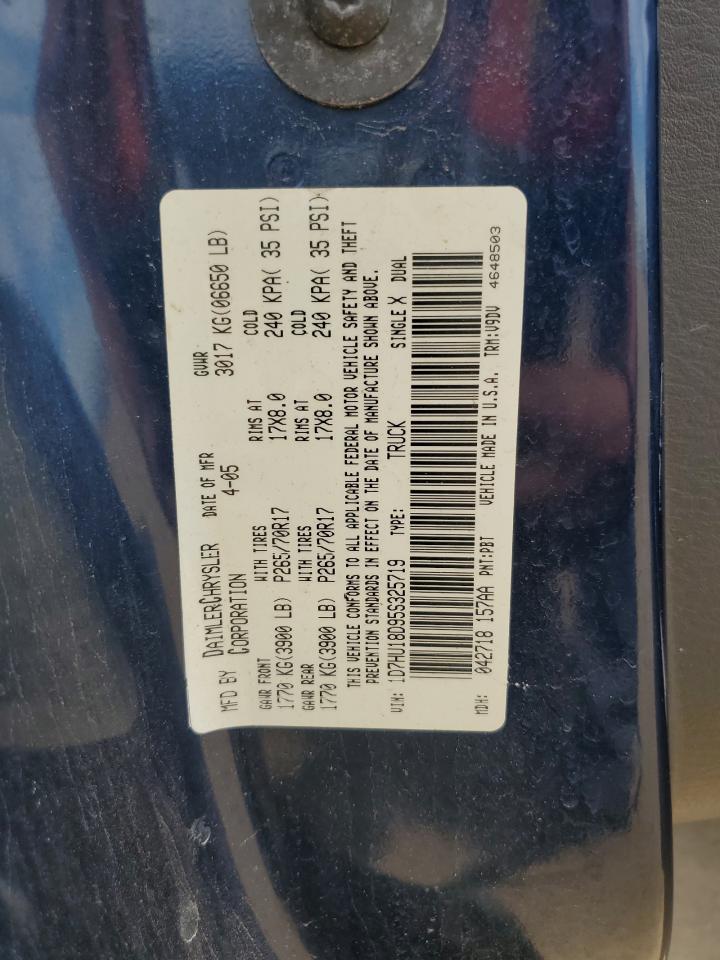 MFD BY DAIMLERCHRYSLER CORPORATION DATE OF MFR 4-05 GVWR 3017 KG(06650 LB)
GAWR FRONT WITH TIRES RIMS AT COLD
1770 KG(3900 LB) P265/70R17 17X8.0 240 KPA( 35 PSI)
GAWR REAR WITH TIRES RIMS AT COLD
1770 KG(3900 LB) P265/70R17 17X8.0 240 KPA( 35 PSI)
THIS VEHICLE CONFORMS TO ALL APPLICABLE FEDERAL MOTOR VEHICLE SAFETY AND THEFT
PREVENTION STANDARDS IN EFFECT ON THE DATE OF MANUFACTURE SHOWN ABOVE.
VIN: 1D7HU18D95S325719 TYPE: TRUCK SINGLE X DUAL
MDH: 042718 157AA PNT:PBT VEHICLE MADE IN U.S.A. TRM:V9DV 4648503